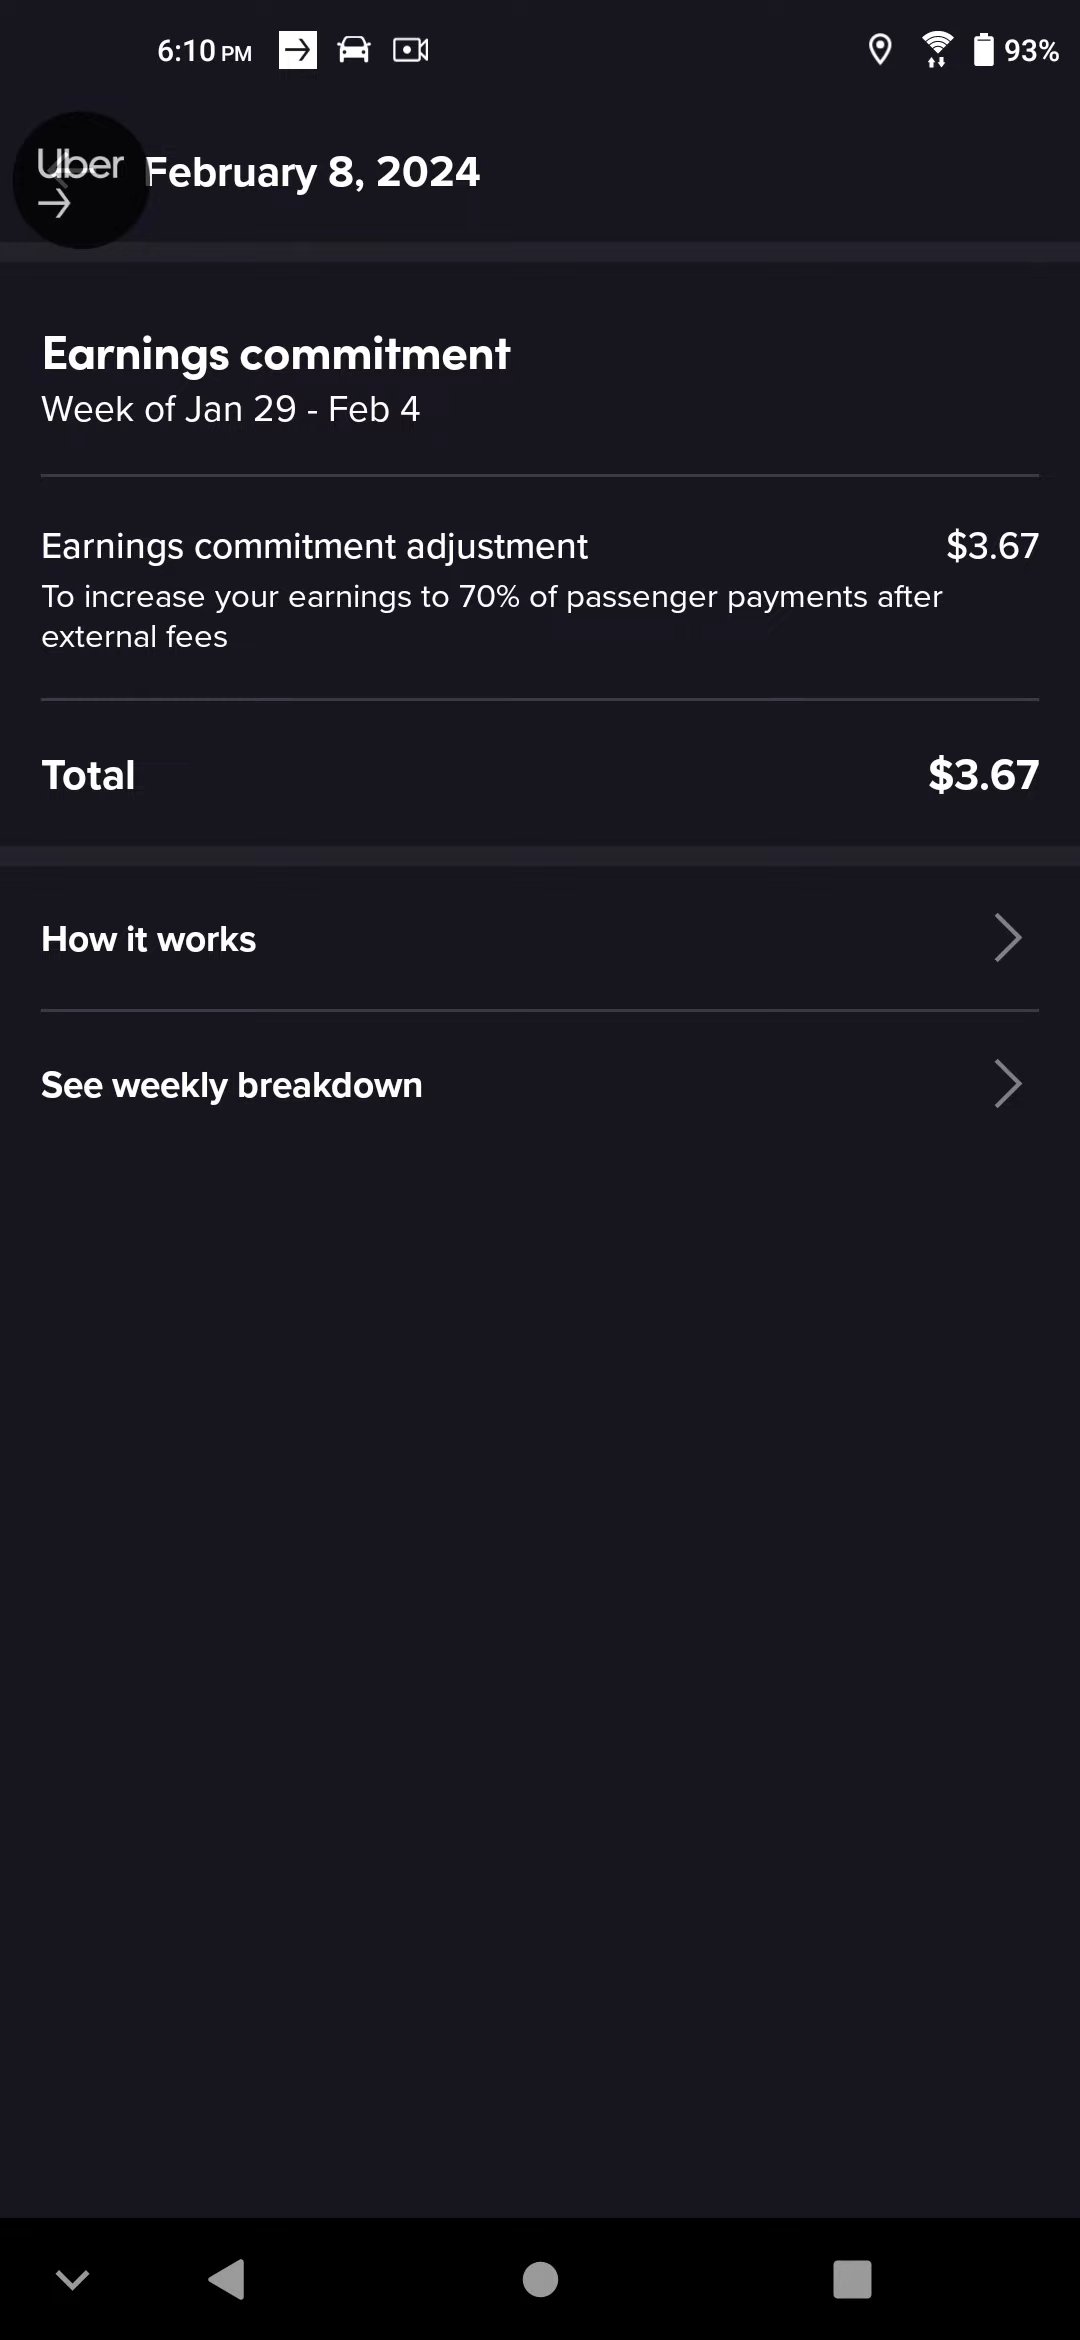 6:10 PM
93%
Uber
February 8, 2024
Earnings commitment
Week of Jan 29 - Feb 4
Earnings commitment adjustment $3.67
To increase your earnings to 70% of passenger payments after
external fees
Total $3.67
How it works
See weekly breakdown